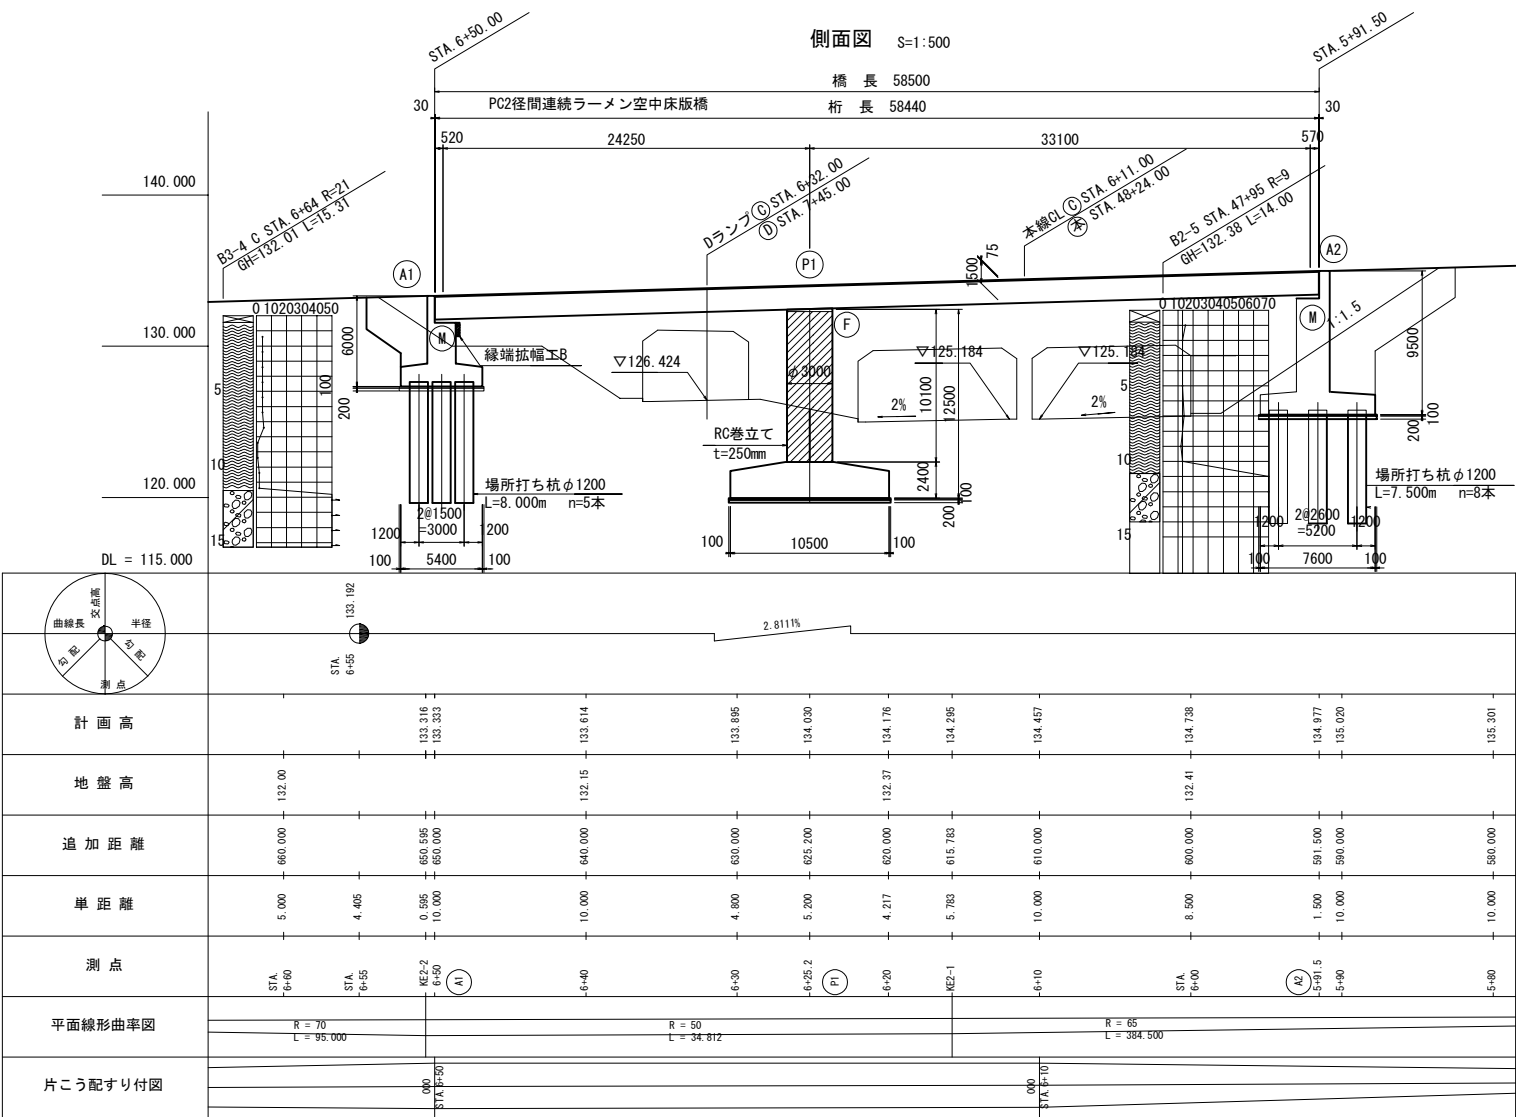 側面図 S=1:500
STA. 6+50.00
STA. 5+91.50
橋 長 58500
30 PC2径間連続ラーメン空中床版橋 桁 長 58440 30
520 24250 33100 570
140.000
130.000
120.000
DL = 115.000
B3-4 C STA. 6+64 R=21
GH=132.01 L=15.31
Dランプ Ⓒ STA. 6+32.00
Ⓓ STA. 7+45.00
本線CL Ⓒ STA. 6+11.00
本 STA. 48+24.00
B2-5 STA. 47+95 R=9
GH=132.38 L=14.00
A1
P1
A2
1500
75
0 1020304050
5
10
15
6000
100
200
M
縁端拡幅工B
▽126.424
F
φ3000
10100
12500
RC巻立て
t=250mm
2400
100
200
▽125.184
▽125.184
2%
2%
0 10203040506070
5
10
15
M
1:1.5
9500
100
200
場所打ち杭φ1200
L=8.000m n=5本
2@1500
=3000
1200
1200
100 5400 100
100 10500 100
場所打ち杭φ1200
L=7.500m n=8本
2@2600
=5200
1200
1200
100 7600 100
交点高
曲線長
半径
勾配
勾配
測点
133.192
STA.
6+55
2.8111%
計画高
133.316
133.333
133.614
133.895
134.030
134.176
134.295
134.457
134.738
134.977
135.020
135.301
地盤高
132.00
132.15
132.37
132.41
追加距離
660.000
650.595
650.000
640.000
630.000
625.200
620.000
615.783
610.000
600.000
591.500
590.000
580.000
単距離
5.000
4.405
0.595
10.000
10.000
4.800
5.200
4.217
5.783
10.000
8.500
1.500
10.000
10.000
測点
STA.
6+60
STA.
6+55
KE2-2
6+50
A1
6+40
6+30
6+25.2
P1
6+20
KE2-1
6+10
STA.
6+00
A2
5+91.5
5+90
5+80
平面線形曲率図
R = 70
L = 95.000
R = 50
L = 34.812
R = 65
L = 384.500
片こう配すり付図
000
STA. 6+50
000
STA. 6+10